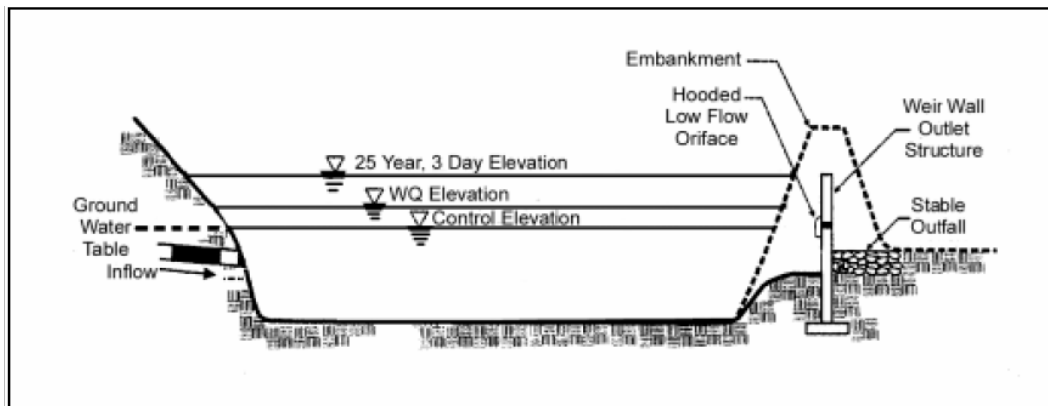 Embankment
Hooded
Low Flow
Oriface
Weir Wall
Outlet
Structure
25 Year, 3 Day Elevation
WQ Elevation
Control Elevation
Ground
Water
Table
Inflow
Stable
Outfall